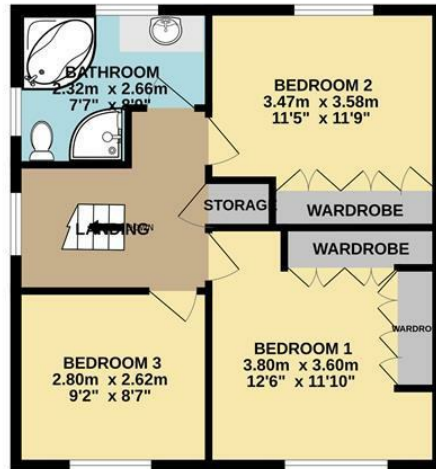 BATHROOM
2.32m x 2.66m
7'7" x 8'9"
BEDROOM 2
3.47m x 3.58m
11'5" x 11'9"
STORAGE
WARDROBE
LANDING
WARDROBE
WARDROBE
BEDROOM 3
2.80m x 2.62m
9'2" x 8'7"
BEDROOM 1
3.80m x 3.60m
12'6" x 11'10"